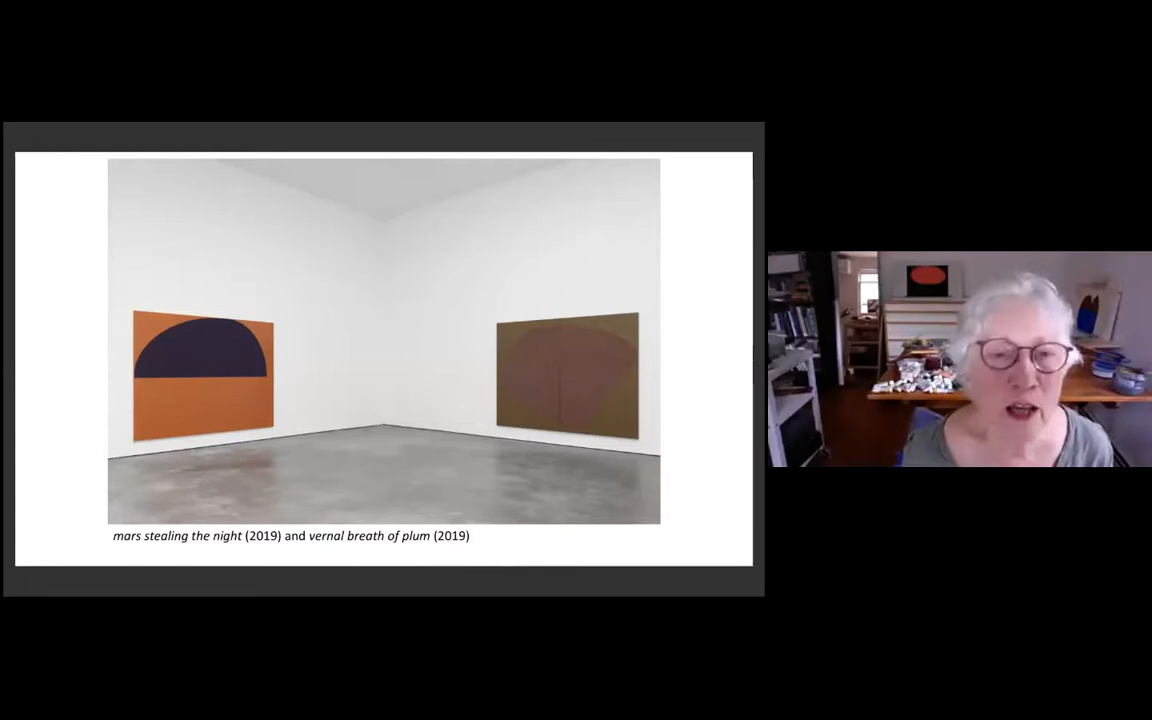 mars stealing the night (2019) and vernal breath of plum (2019)